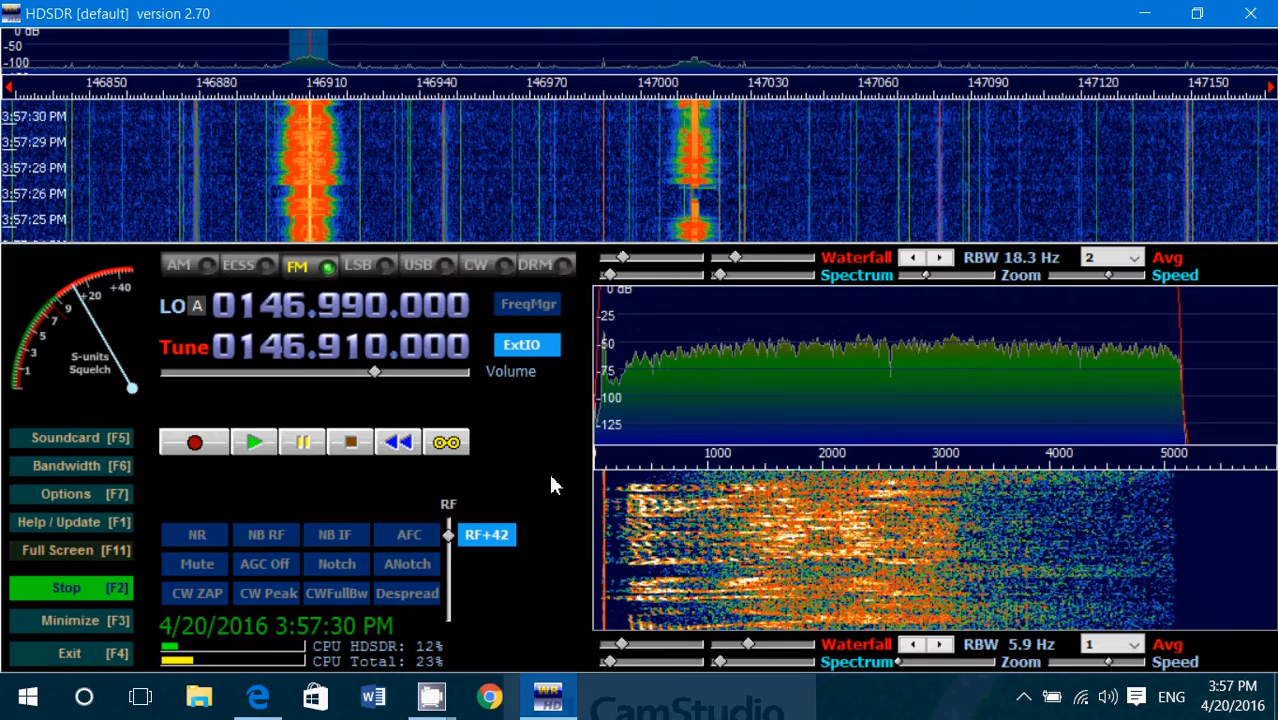 HDSDR [default] version 2.70
0 dB
-50
-100
146850 146880 146910 146940 146970 147000 147030 147060 147090 147120 147150
3:57:30 PM
3:57:29 PM
3:57:28 PM
3:57:26 PM
3:57:25 PM
AM ECSS FM LSB USB CW DRM
Waterfall RBW 18.3 Hz 2 Avg
Spectrum Zoom Speed
1 3 5 7 9 +20 +40
S-units
Squelch
LO A 0146.990.000 FreqMgr
Tune 0146.910.000 ExtIO
Volume
0 dB
-25
-50
-75
-100
-125
1000 2000 3000 4000 5000
Soundcard [F5]
Bandwidth [F6]
Options [F7]
Help / Update [F1]
Full Screen [F11]
Stop [F2]
Minimize [F3]
Exit [F4]
RF
NR NB RF NB IF AFC RF+42
Mute AGC Off Notch ANotch
CW ZAP CW Peak CWFullBw Despread
4/20/2016 3:57:30 PM
CPU HDSDR: 12%
CPU Total: 23%
Waterfall RBW 5.9 Hz 1 Avg
Spectrum Zoom Speed
WR
HD
CamStudio
ENG
3:57 PM
4/20/2016